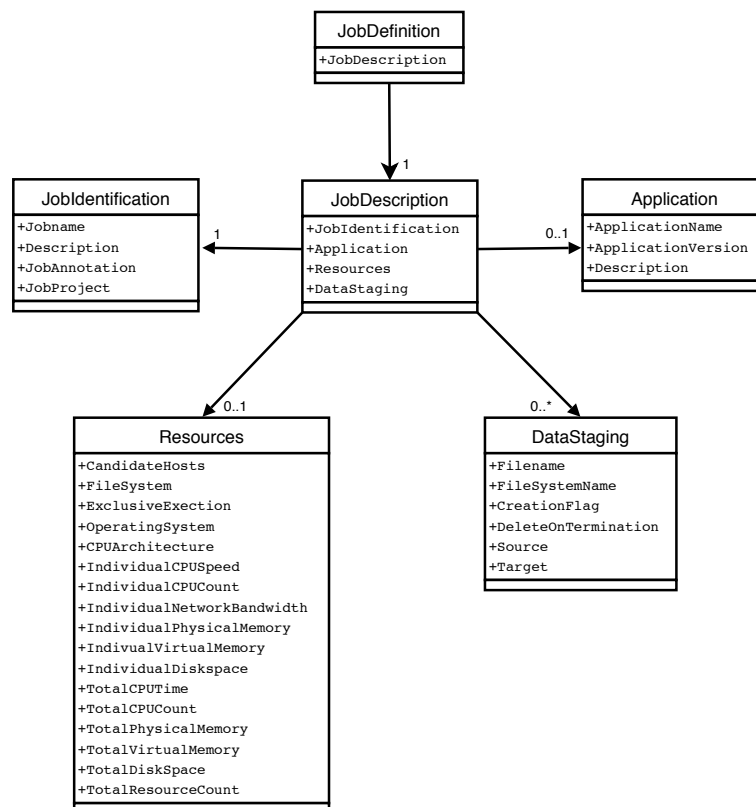 JobDefinition
+JobDescription
1
JobIdentification
+Jobname
+Description
+JobAnnotation
+JobProject
1
JobDescription
+JobIdentification
+Application
+Resources
+DataStaging
0..1
Application
+ApplicationName
+ApplicationVersion
+Description
0..1
Resources
+CandidateHosts
+FileSystem
+ExclusiveExection
+OperatingSystem
+CPUArchitecture
+IndividualCPUSpeed
+IndividualCPUCount
+IndividualNetworkBandwidth
+IndividualPhysicalMemory
+IndivualVirtualMemory
+IndividualDiskspace
+TotalCPUTime
+TotalCPUCount
+TotalPhysicalMemory
+TotalVirtualMemory
+TotalDiskSpace
+TotalResourceCount
0..*
DataStaging
+Filename
+FileSystemName
+CreationFlag
+DeleteOnTermination
+Source
+Target